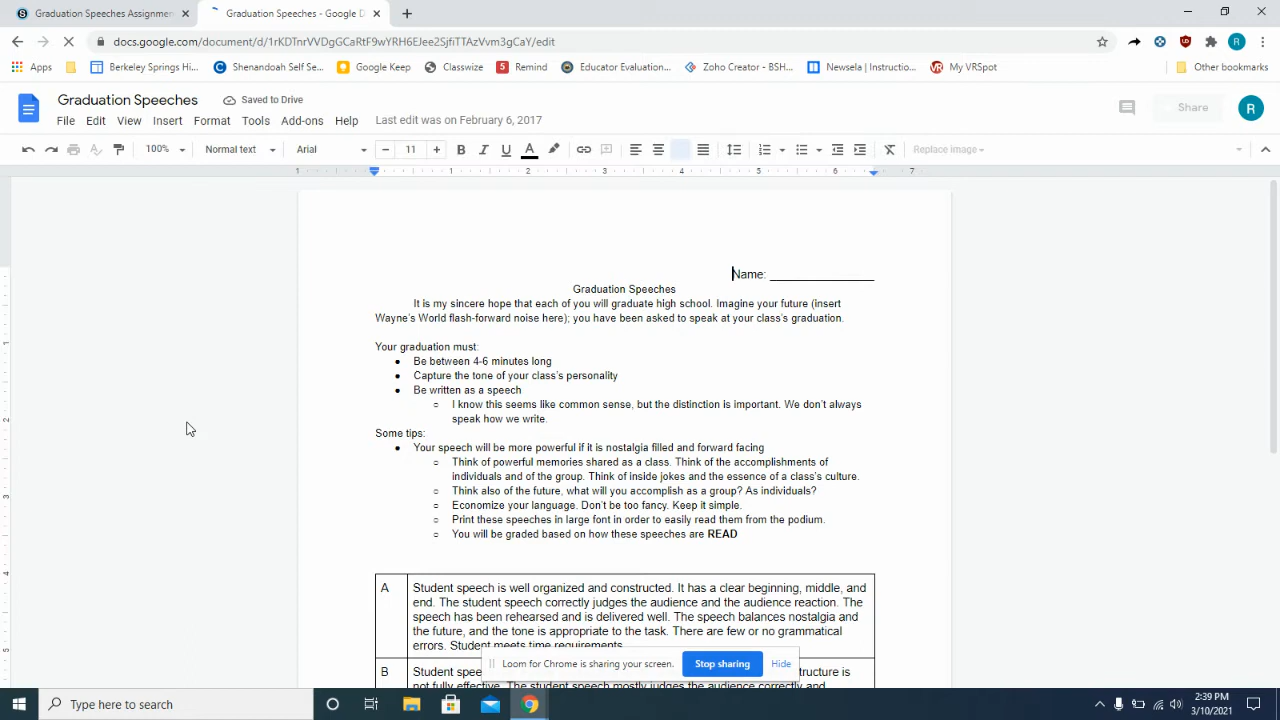 Graduation Speeches Assignment
Graduation Speeches - Google D
docs.google.com/document/d/1rKDTnrVVDgGCaRtF9wYRH6EJee2SjfiTTAzVvm3gCaY/edit
Apps
Berkeley Springs Hi...
Shenandoah Self Se...
Google Keep
Classwize
Remind
Educator Evaluation...
Zoho Creator - BSH...
Newsela | Instructio...
My VRSpot
Other bookmarks
Graduation Speeches
Saved to Drive
Share
R
File Edit View Insert Format Tools Add-ons Help
Last edit was on February 6, 2017
100% Normal text Arial 11 Replace image
Name: ________________
Graduation Speeches
It is my sincere hope that each of you will graduate high school. Imagine your future (insert
Wayne's World flash-forward noise here); you have been asked to speak at your class's graduation.
Your graduation must:
Be between 4-6 minutes long
Capture the tone of your class's personality
Be written as a speech
I know this seems like common sense, but the distinction is important. We don't always
speak how we write.
Some tips:
Your speech will be more powerful if it is nostalgia filled and forward facing
Think of powerful memories shared as a class. Think of the accomplishments of
individuals and of the group. Think of inside jokes and the essence of a class's culture.
Think also of the future, what will you accomplish as a group? As individuals?
Economize your language. Don't be too fancy. Keep it simple.
Print these speeches in large font in order to easily read them from the podium.
You will be graded based on how these speeches are READ
A
Student speech is well organized and constructed. It has a clear beginning, middle, and
end. The student speech correctly judges the audience and the audience reaction. The
speech has been rehearsed and is delivered well. The speech balances nostalgia and
the future, and the tone is appropriate to the task. There are few or no grammatical
errors. Student meets time requirements.
B
Student spee
tructure is
not fully effective. The student speech mostly judges the audience correctly and
Loom for Chrome is sharing your screen.
Stop sharing
Hide
Type here to search
2:39 PM
3/10/2021